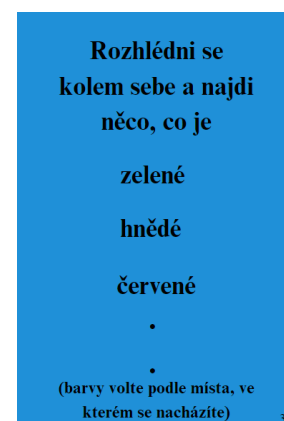 Rozhlédni se
kolem sebe a najdi
něco, co je
zelené
hnědé
červené
.
.
(barvy volte podle místa, ve
kterém se nacházíte)